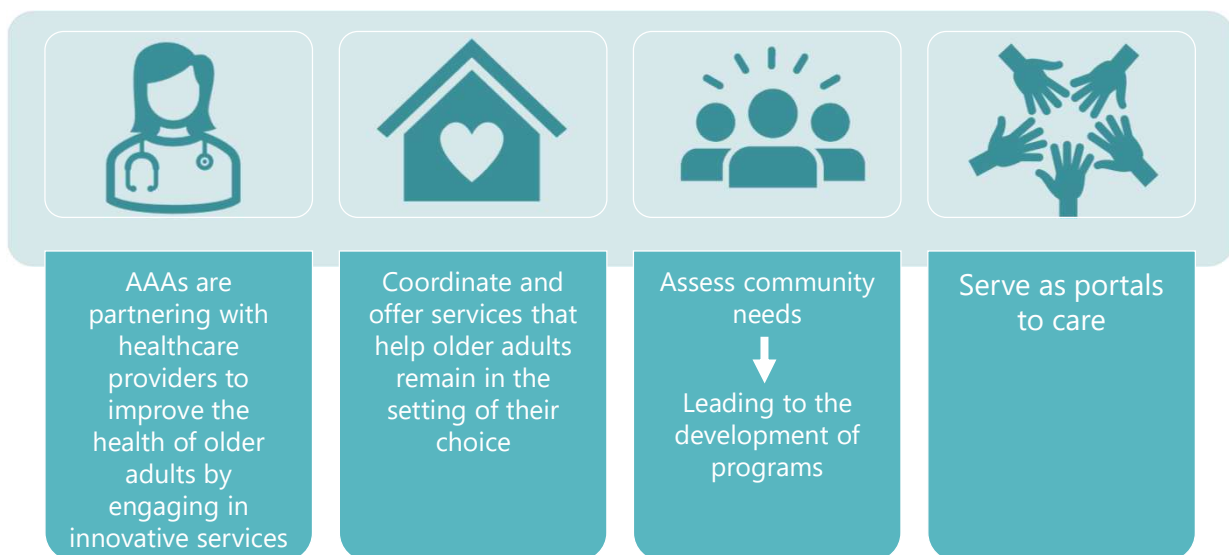 AAAs are
partnering with
healthcare
providers to
improve the
health of older
adults by
engaging in
innovative services
Coordinate and
offer services that
help older adults
remain in the
setting of their
choice
Assess community
needs
Leading to the
development of
programs
Serve as portals
to care